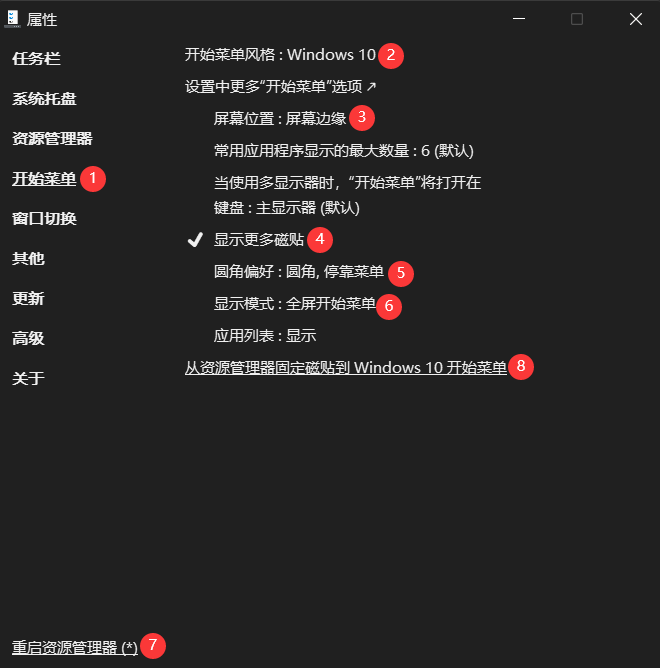 属性
任务栏
系统托盘
资源管理器
开始菜单 1
窗口切换
其他
更新
高级
关于
开始菜单风格 : Windows 10 2
设置中更多“开始菜单”选项 ↗
屏幕位置 : 屏幕边缘 3
常用应用程序显示的最大数量 : 6 (默认)
当使用多显示器时，“开始菜单”将打开在
键盘 : 主显示器 (默认)
显示更多磁贴 4
圆角偏好 : 圆角, 停靠菜单 5
显示模式 : 全屏开始菜单 6
应用列表 : 显示
从资源管理器固定磁贴到 Windows 10 开始菜单 8
重启资源管理器 (*) 7